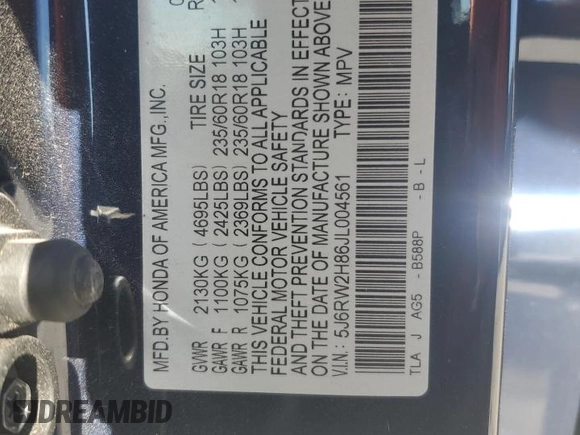 MFD.BY HONDA OF AMERICA MFG.,INC.
GVWR 2130KG ( 4695LBS) TIRE SIZE
GAWR F 1100KG ( 2425LBS) 235/60R18 103H
GAWR R 1075KG ( 2369LBS) 235/60R18 103H
THIS VEHICLE CONFORMS TO ALL APPLICABLE
FEDERAL MOTOR VEHICLE SAFETY
AND THEFT PREVENTION STANDARDS IN EFFECT
ON THE DATE OF MANUFACTURE SHOWN ABOVE
V.I.N.: 5J6RW2H86JL004561 TYPE: MPV
TLA J AG5 - B588P - B - L
DREAMBID